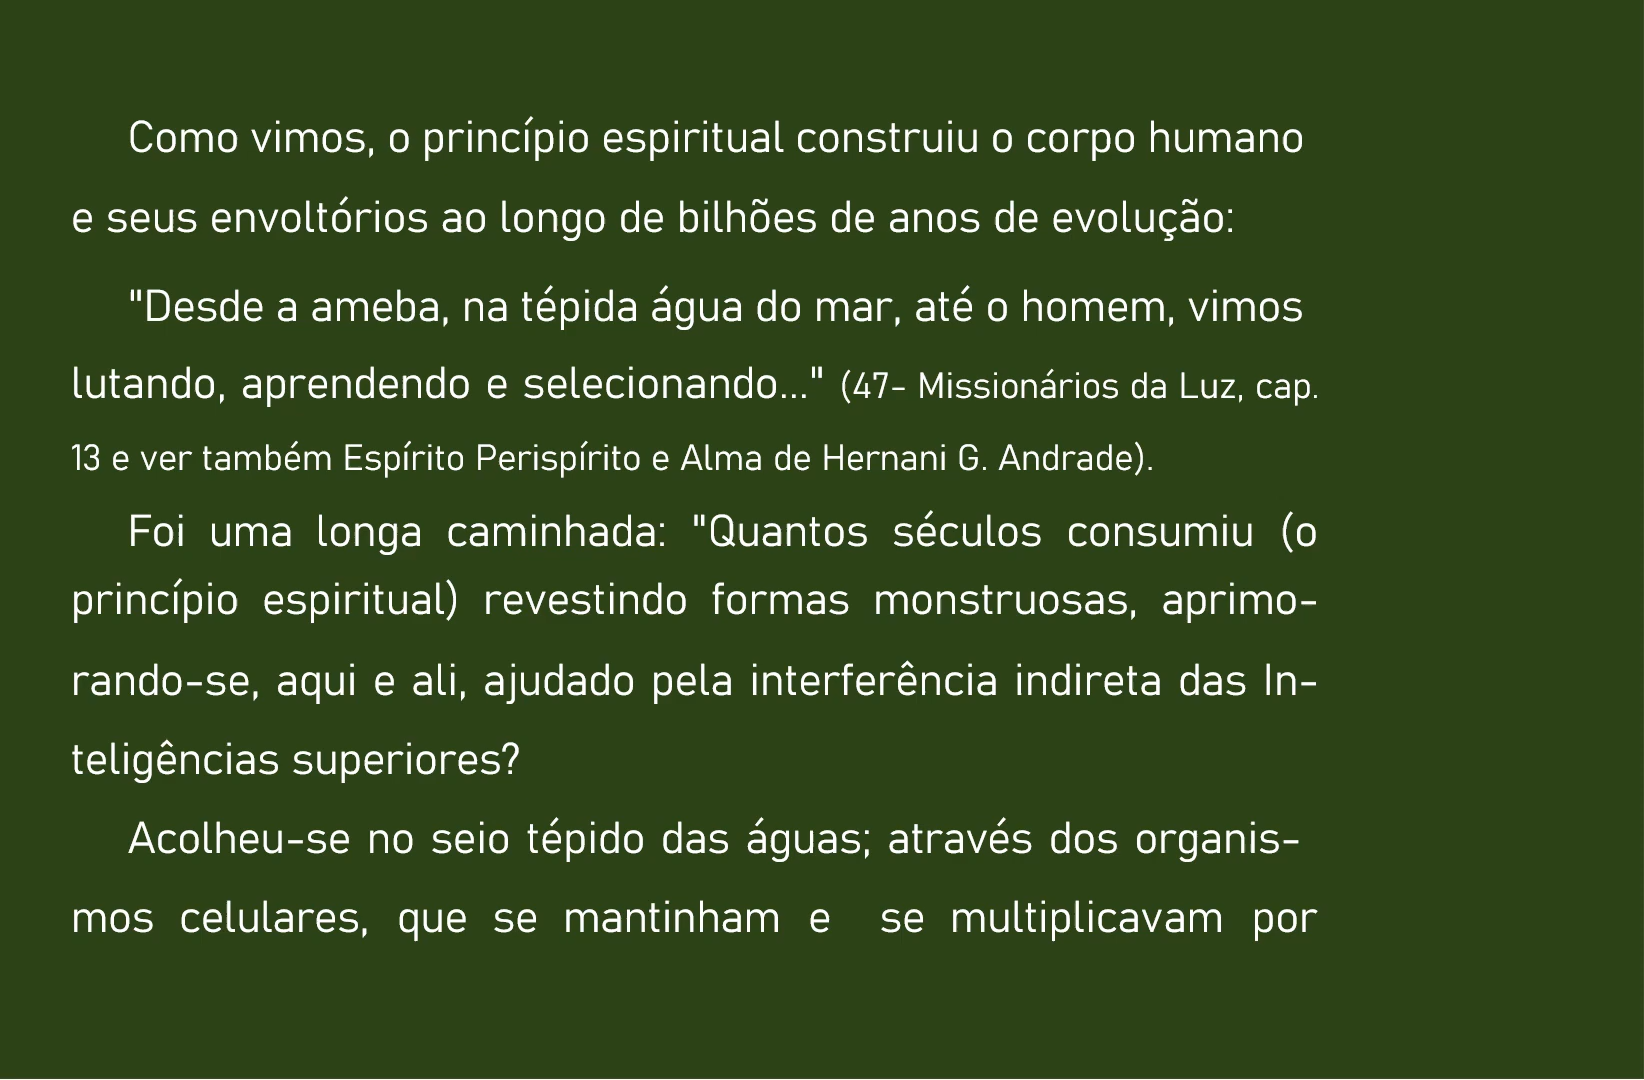 Como vimos, o princípio espiritual construiu o corpo humano
e seus envoltórios ao longo de bilhões de anos de evolução:
"Desde a ameba, na tépida água do mar, até o homem, vimos
lutando, aprendendo e selecionando..." (47- Missionários da Luz, cap.
13 e ver também Espírito Perispírito e Alma de Hernani G. Andrade).
Foi uma longa caminhada: "Quantos séculos consumiu (o
princípio espiritual) revestindo formas monstruosas, aprimo-
rando-se, aqui e ali, ajudado pela interferência indireta das In-
teligências superiores?
Acolheu-se no seio tépido das águas; através dos organis-
mos celulares, que se mantinham e se multiplicavam por